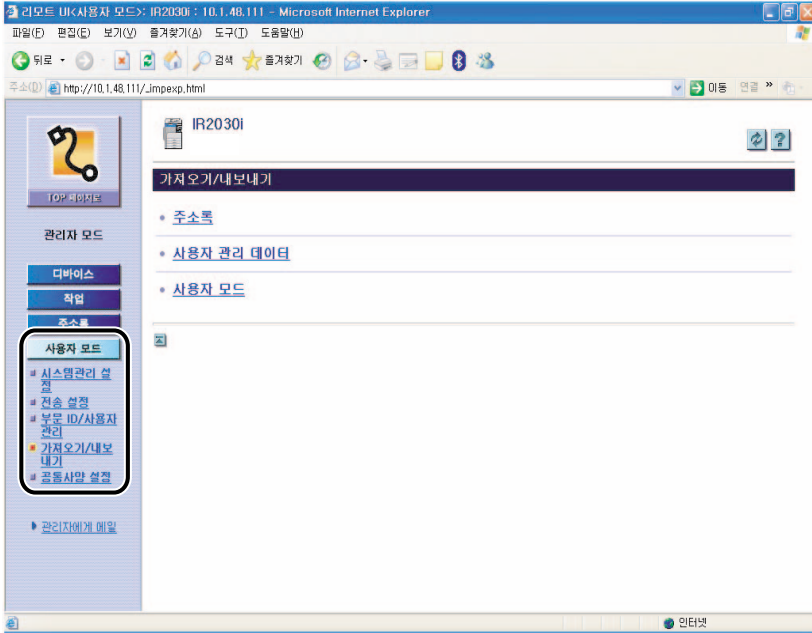 리모트 UI<사용자 모드>: IR2030i : 10.1.48.111 - Microsoft Internet Explorer
파일(F) 편집(E) 보기(V) 즐겨찾기(A) 도구(T) 도움말(H)
뒤로 검색 즐겨찾기
주소(D) http://10.1.48.111/_impexp.html 이동 연결 »
IR2030i
TOP 페이지로
가져오기/내보내기
주소록
사용자 관리 데이터
사용자 모드
관리자 모드
디바이스
작업
주소록
사용자 모드
시스템관리 설
정
전송 설정
부문 ID/사용자
관리
가져오기/내보
내기
공동사양 설정
관리자에게 메일
인터넷